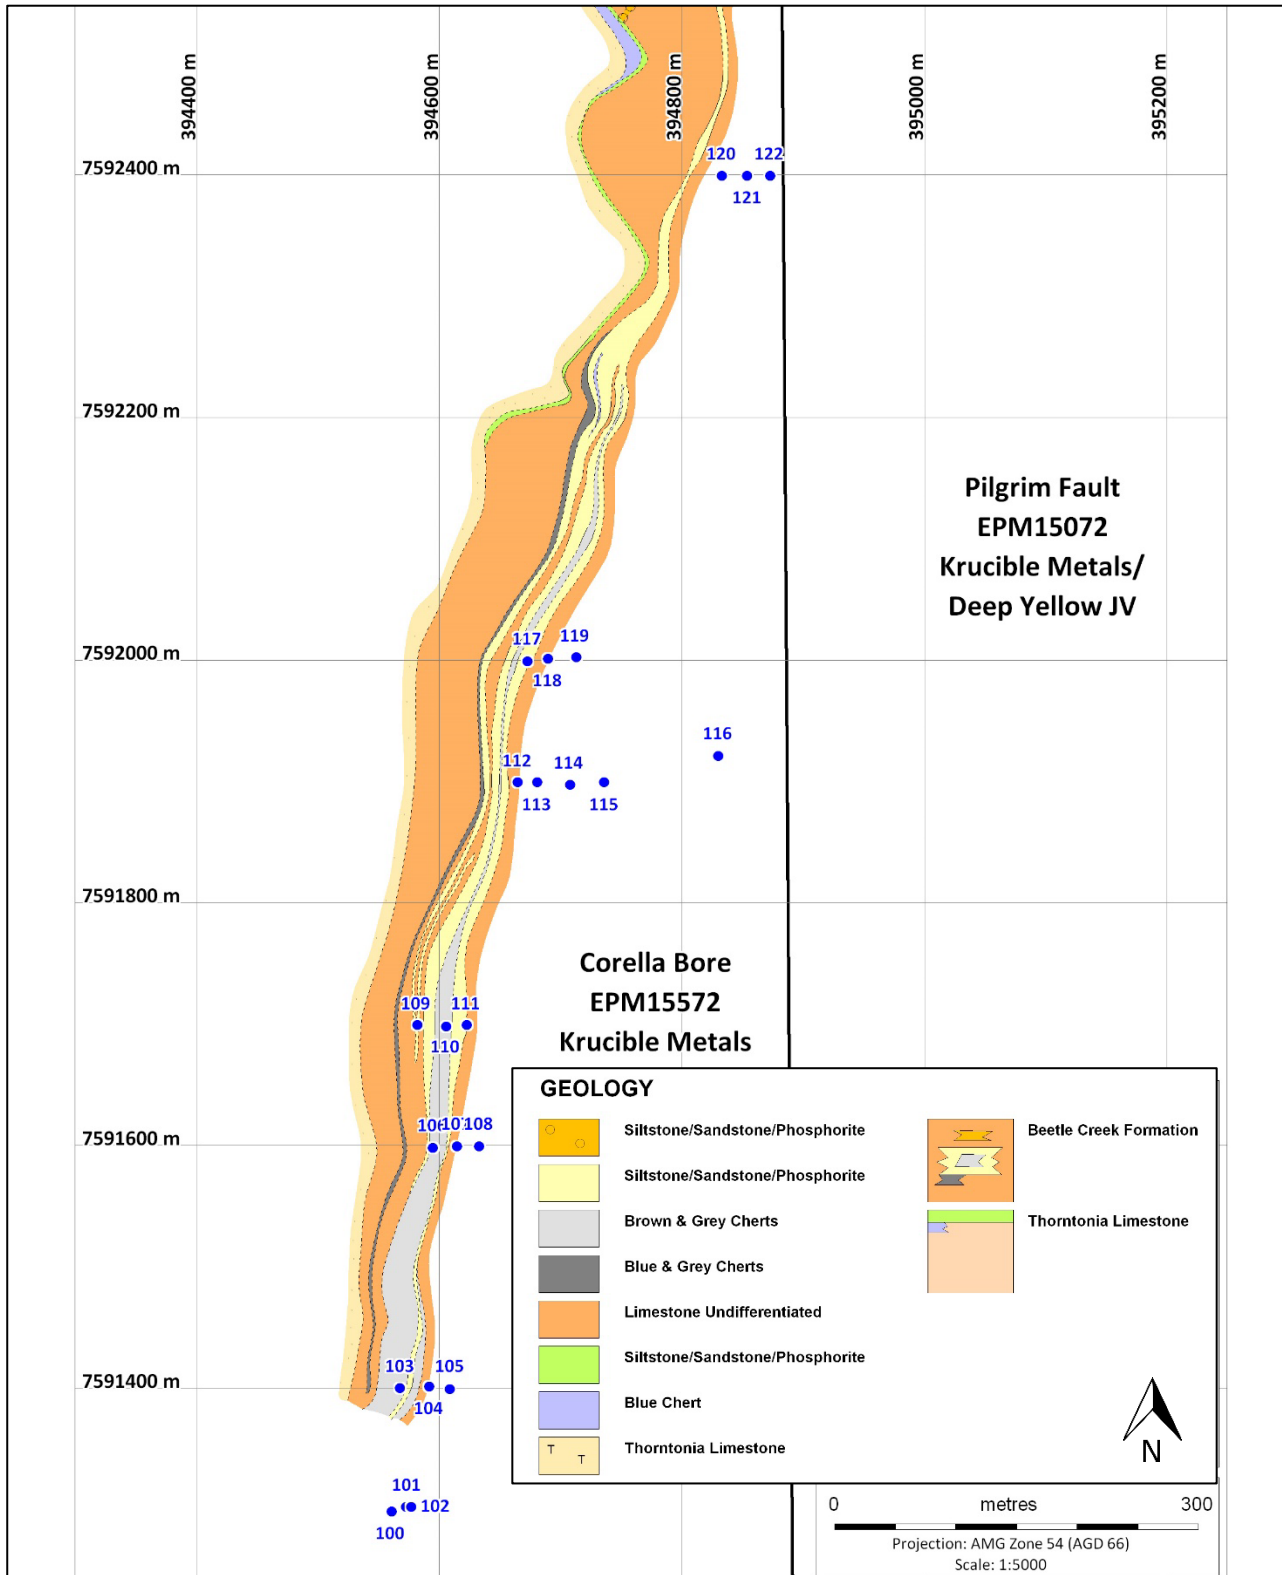 394400 m
394600 m
394800 m
395000 m
395200 m
120
122
7592400 m
121
7592200 m
Pilgrim Fault
EPM15072
Krucible Metals/
Deep Yellow JV
117
119
7592000 m
118
116
112
114
113
115
7591800 m
Corella Bore
EPM15572
Krucible Metals
109
111
110
7591600 m
106
107
108
7591400 m
103
105
104
101
102
100
GEOLOGY
Siltstone/Sandstone/Phosphorite
Siltstone/Sandstone/Phosphorite
Brown & Grey Cherts
Blue & Grey Cherts
Limestone Undifferentiated
Siltstone/Sandstone/Phosphorite
Blue Chert
T T
Thorntonia Limestone
Beetle Creek Formation
Thorntonia Limestone
N
0 metres 300
Projection: AMG Zone 54 (AGD 66)
Scale: 1:5000